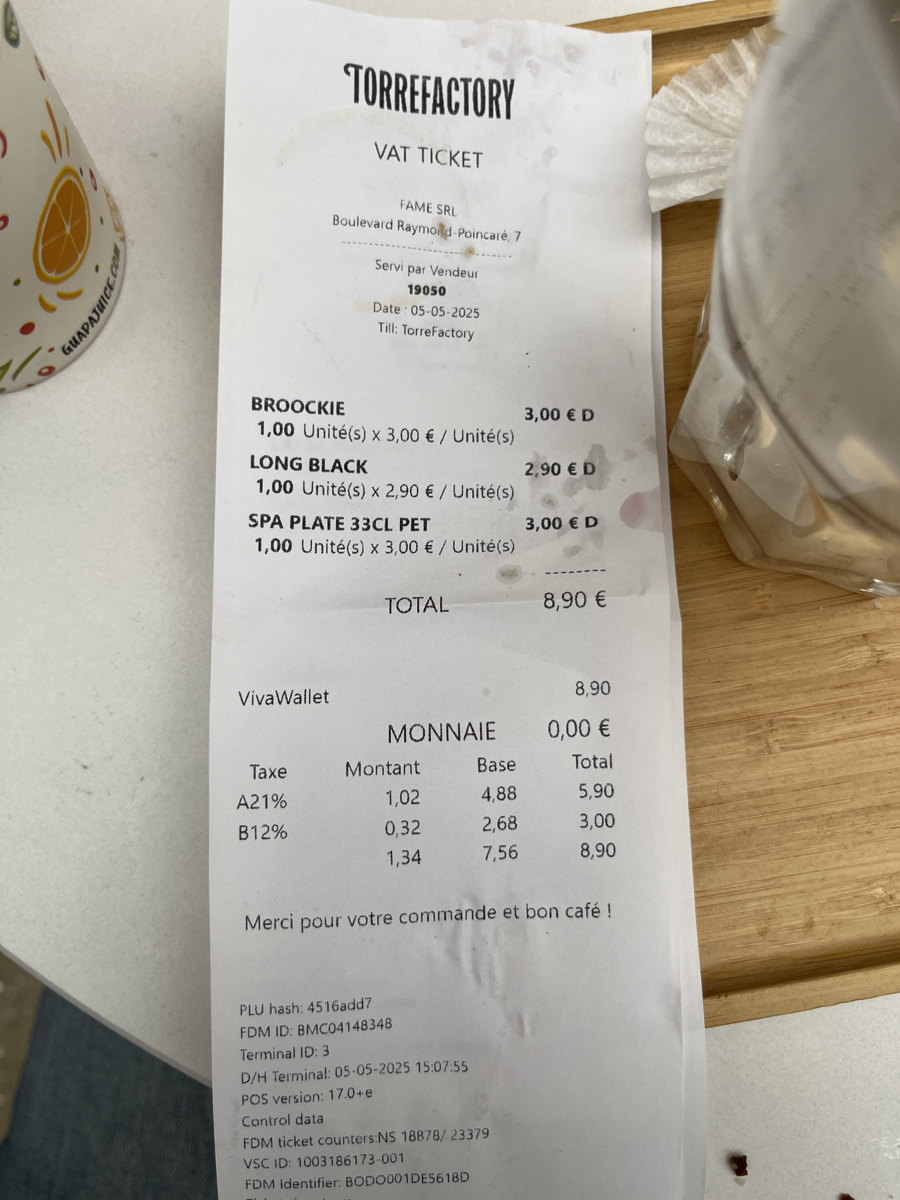 TORREFACTORY
VAT TICKET
FAME SRL
Boulevard Raymond-Poincaré, 7
Servi par Vendeur
19050
Date : 05-05-2025
Till: TorreFactory
BROOCKIE 3,00 € D
1,00 Unité(s) x 3,00 € / Unité(s)
LONG BLACK 2,90 € D
1,00 Unité(s) x 2,90 € / Unité(s)
SPA PLATE 33CL PET 3,00 € D
1,00 Unité(s) x 3,00 € / Unité(s)
--------
TOTAL 8,90 €
VivaWallet 8,90
MONNAIE 0,00 €
Taxe Montant Base Total
A21% 1,02 4,88 5,90
B12% 0,32 2,68 3,00
1,34 7,56 8,90
Merci pour votre commande et bon café !
PLU hash: 4516add7
FDM ID: BMC04148348
Terminal ID: 3
D/H Terminal: 05-05-2025 15:07:55
POS version: 17.0+e
Control data
FDM ticket counters:NS 18878/ 23379
VSC ID: 1003186173-001
FDM Identifier: BODO001DE5618D
GUAPAJUICE.COM